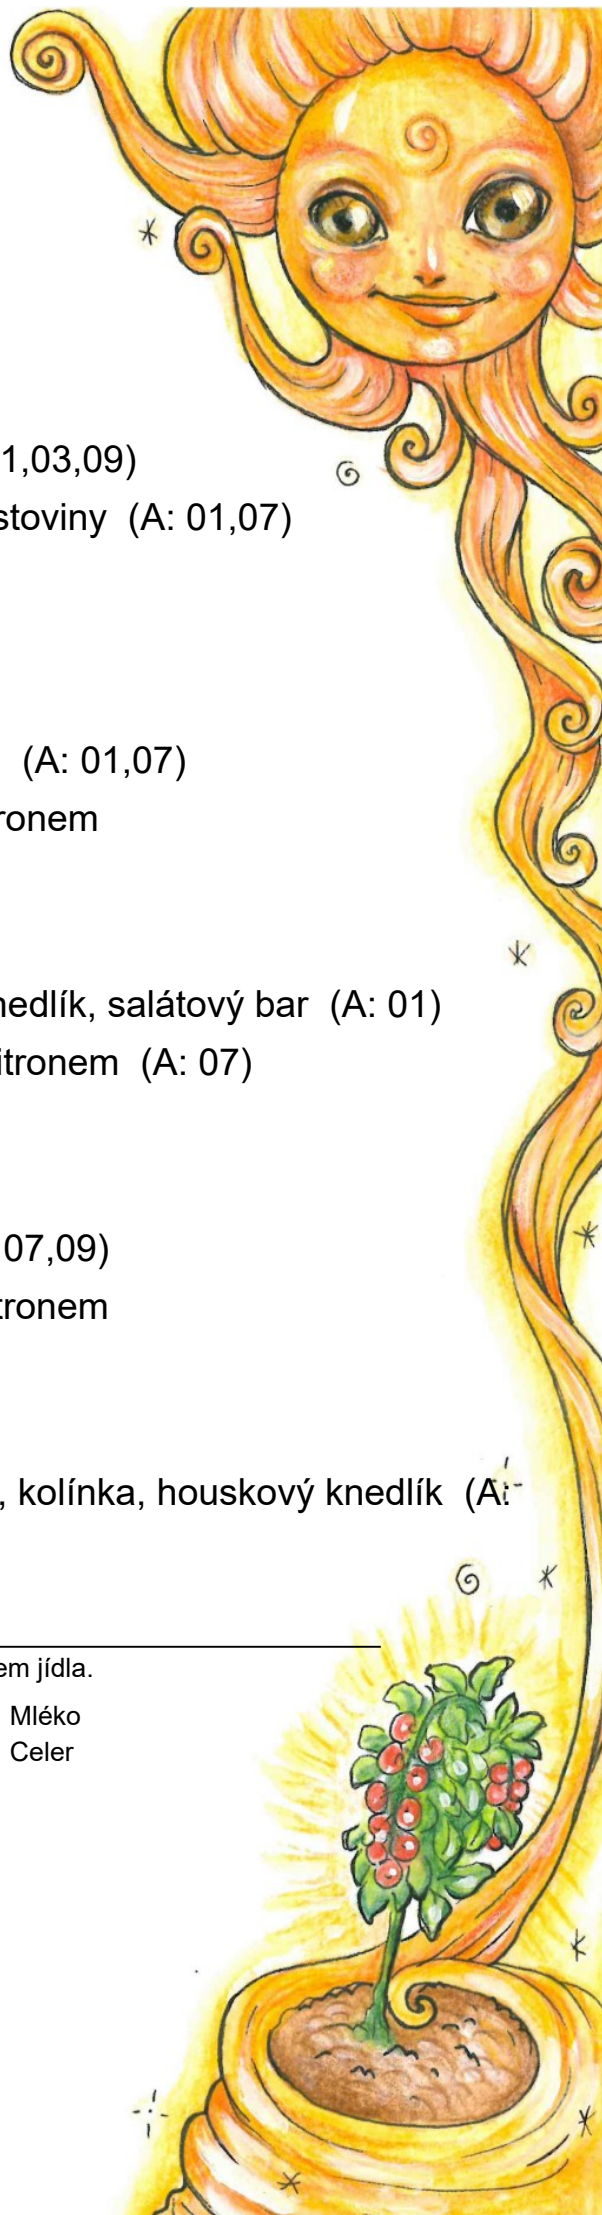 1,03,09)
stoviny (A: 01,07)
(A: 01,07)
ronem
nedlík, salátový bar (A: 01)
itronem (A: 07)
07,09)
tronem
, kolínka, houskový knedlík (A:
em jídla.
Mléko
Celer